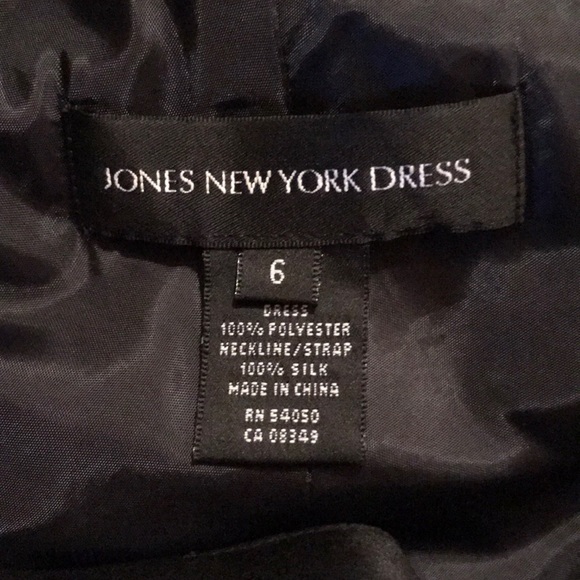 JONES NEW YORK DRESS
6
DRESS
100% POLYESTER
NECKLINE/STRAP
100% SILK
MADE IN CHINA
RN 54050
CA 08349